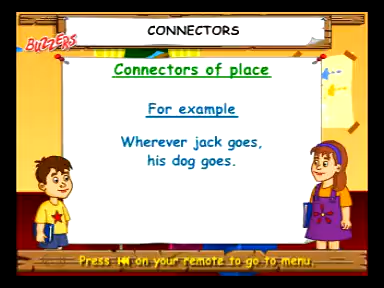 CONNECTORS
BUZZERS
Connectors of place
For example
Wherever jack goes,
his dog goes.
Press ⏮ on your remote to go to menu.